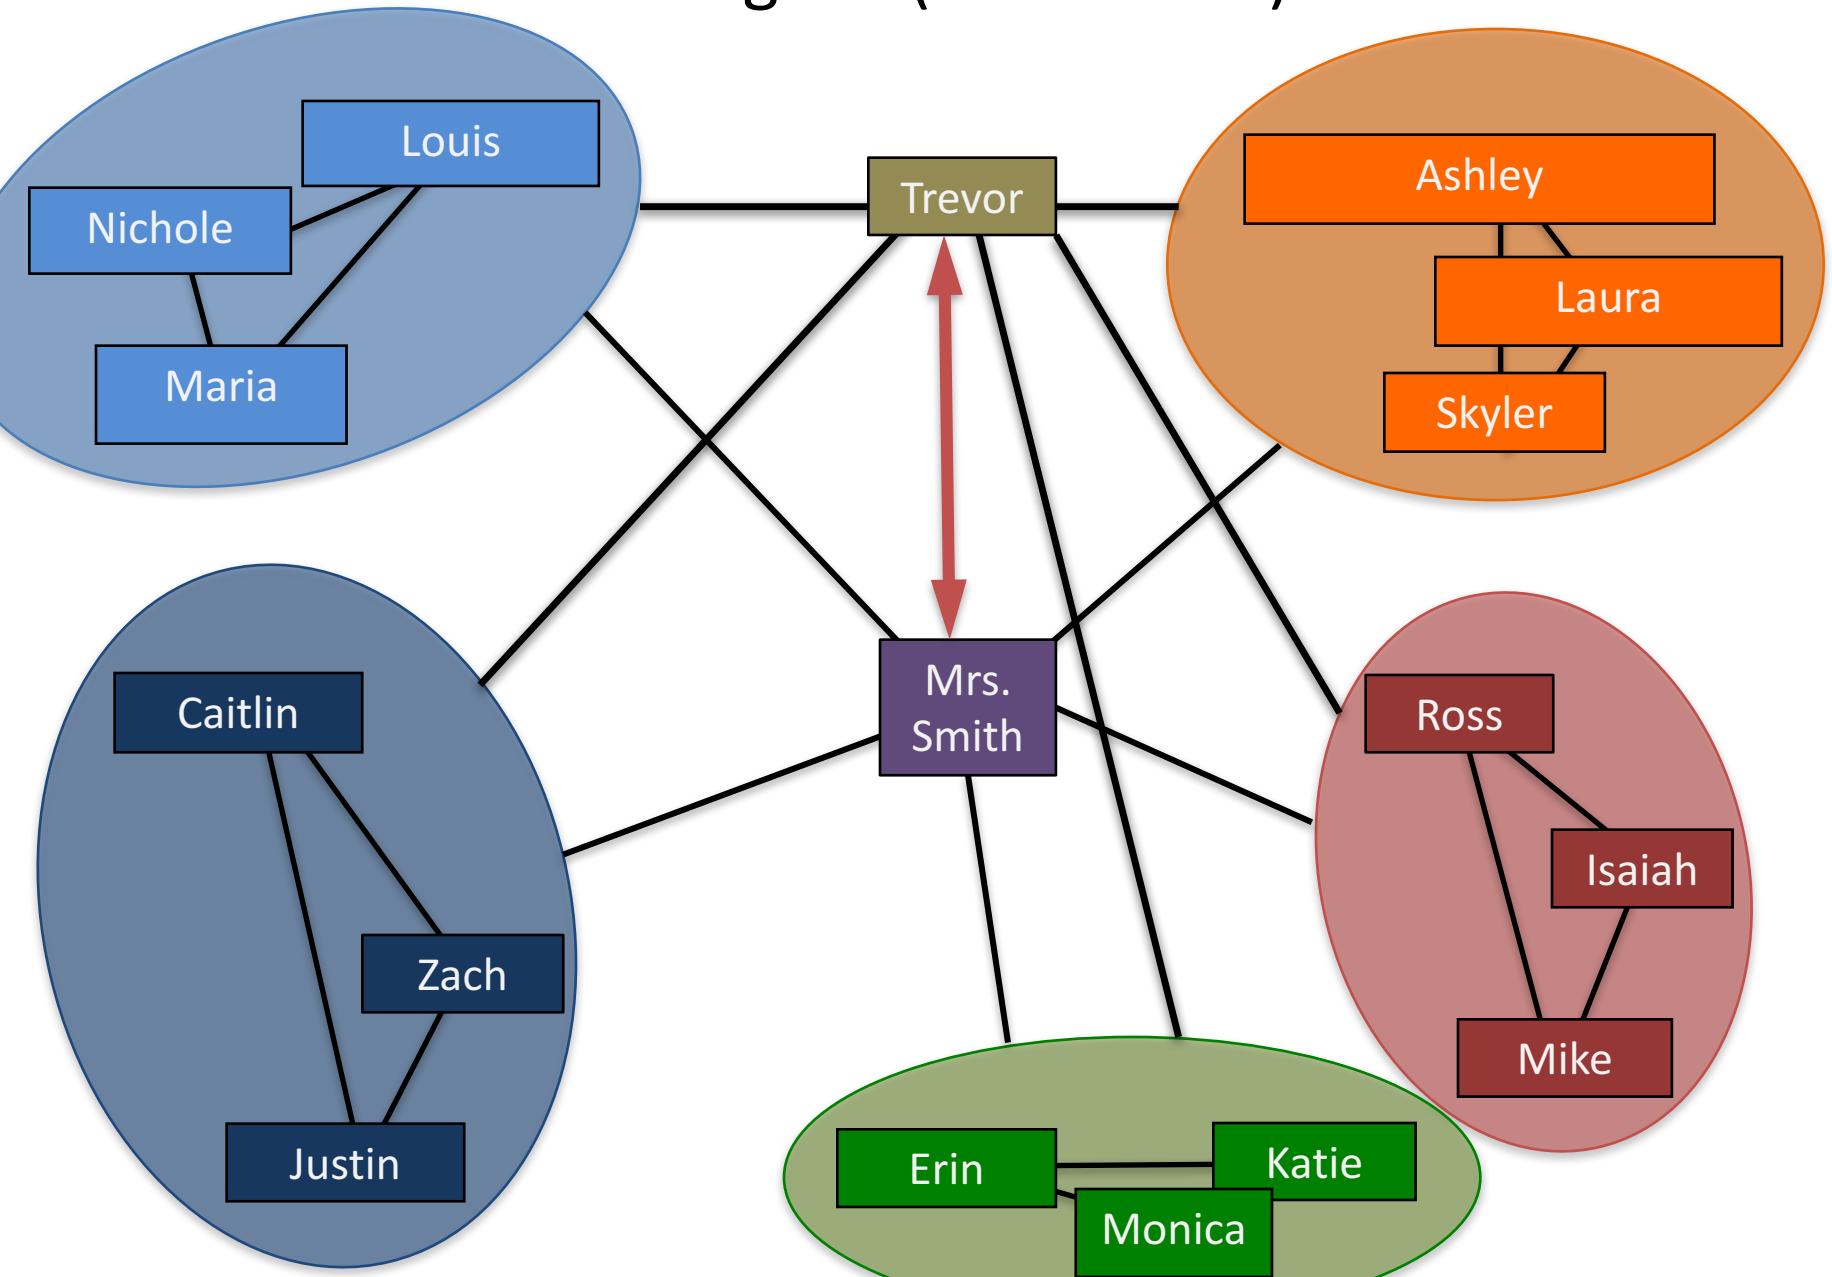 Louis
Nichole
Maria
Trevor
Ashley
Laura
Skyler
Mrs.
Smith
Caitlin
Zach
Justin
Ross
Isaiah
Mike
Erin
Katie
Monica